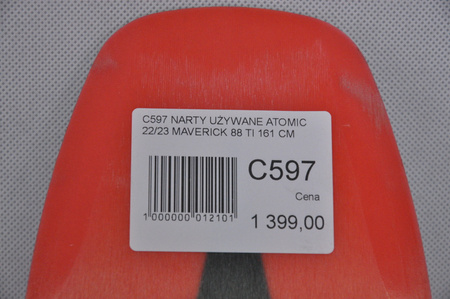 C597 NARTY UŻYWANE ATOMIC
22/23 MAVERICK 88 TI 161 CM
C597
Cena
1 000000 012101
1 399,00